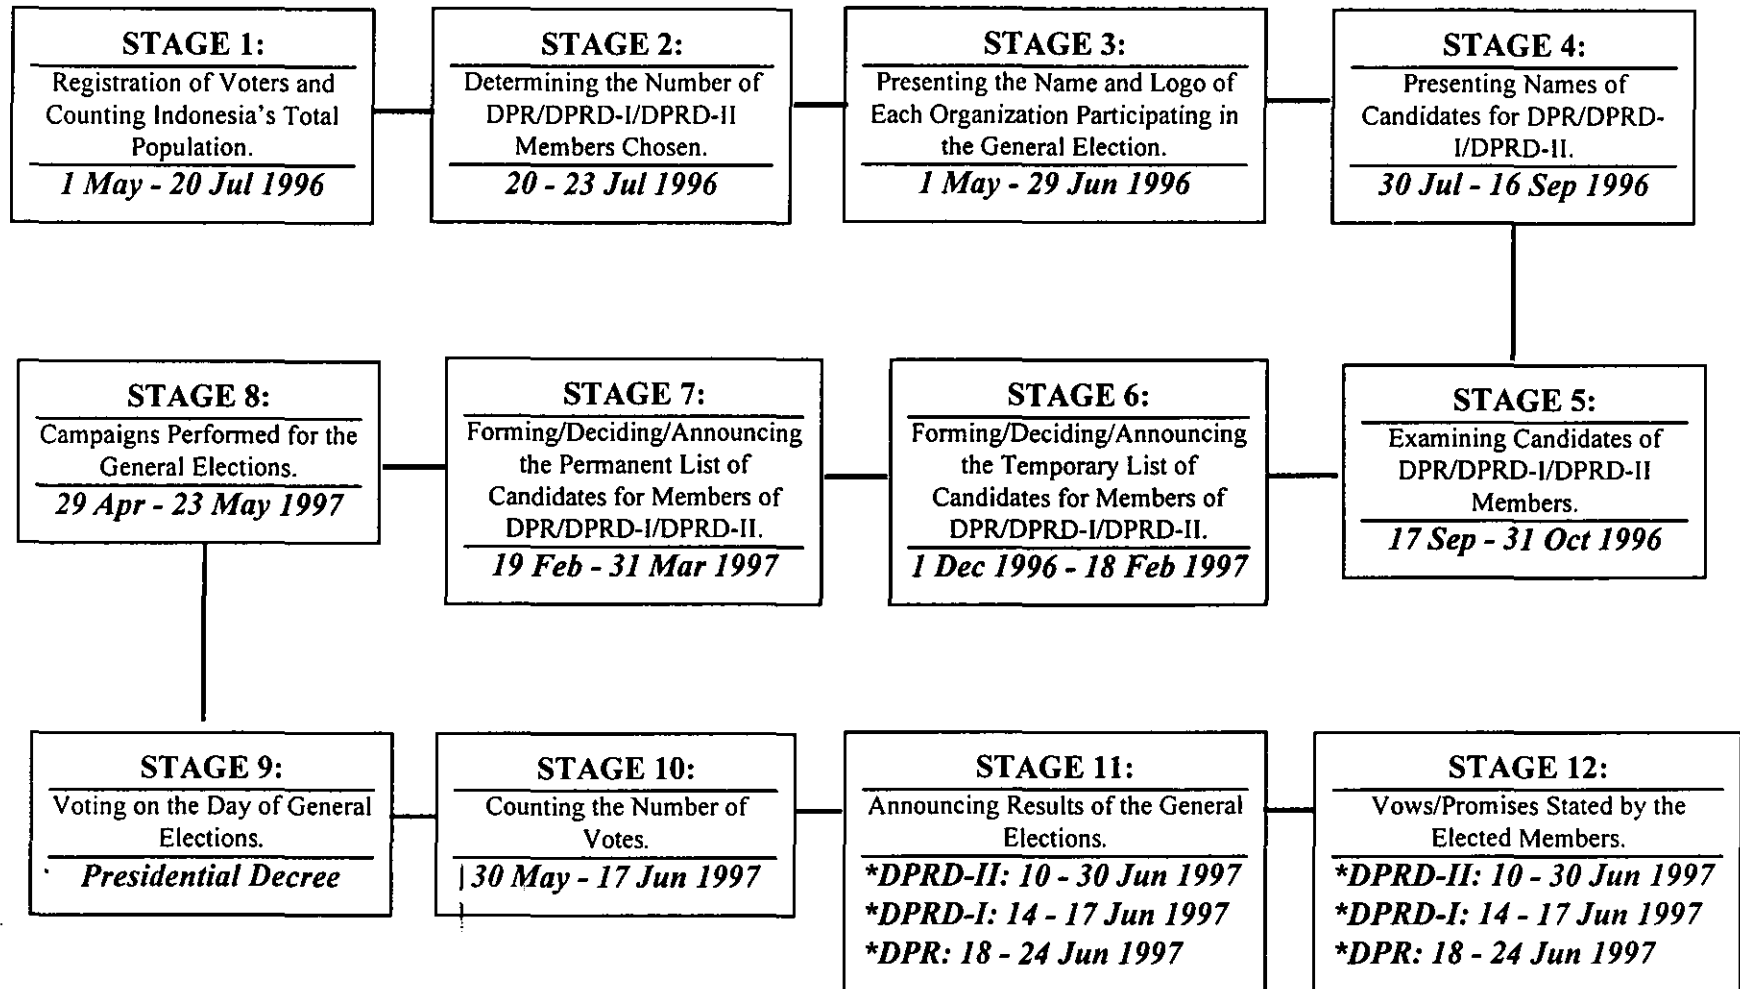 STAGE 1:
Registration of Voters and
Counting Indonesia's Total
Population.
1 May - 20 Jul 1996
STAGE 2:
Determining the Number of
DPR/DPRD-I/DPRD-II
Members Chosen.
20 - 23 Jul 1996
STAGE 3:
Presenting the Name and Logo of
Each Organization Participating in
the General Election.
1 May - 29 Jun 1996
STAGE 4:
Presenting Names of
Candidates for DPR/DPRD-
I/DPRD-II.
30 Jul - 16 Sep 1996
STAGE 5:
Examining Candidates of
DPR/DPRD-I/DPRD-II
Members.
17 Sep - 31 Oct 1996
STAGE 6:
Forming/Deciding/Announcing
the Temporary List of
Candidates for Members of
DPR/DPRD-I/DPRD-II.
1 Dec 1996 - 18 Feb 1997
STAGE 7:
Forming/Deciding/Announcing
the Permanent List of
Candidates for Members of
DPR/DPRD-I/DPRD-II.
19 Feb - 31 Mar 1997
STAGE 8:
Campaigns Performed for the
General Elections.
29 Apr - 23 May 1997
STAGE 9:
Voting on the Day of General
Elections.
Presidential Decree
STAGE 10:
Counting the Number of
Votes.
30 May - 17 Jun 1997
STAGE 11:
Announcing Results of the General
Elections.
*DPRD-II: 10 - 30 Jun 1997
*DPRD-I: 14 - 17 Jun 1997
*DPR: 18 - 24 Jun 1997
STAGE 12:
Vows/Promises Stated by the
Elected Members.
*DPRD-II: 10 - 30 Jun 1997
*DPRD-I: 14 - 17 Jun 1997
*DPR: 18 - 24 Jun 1997